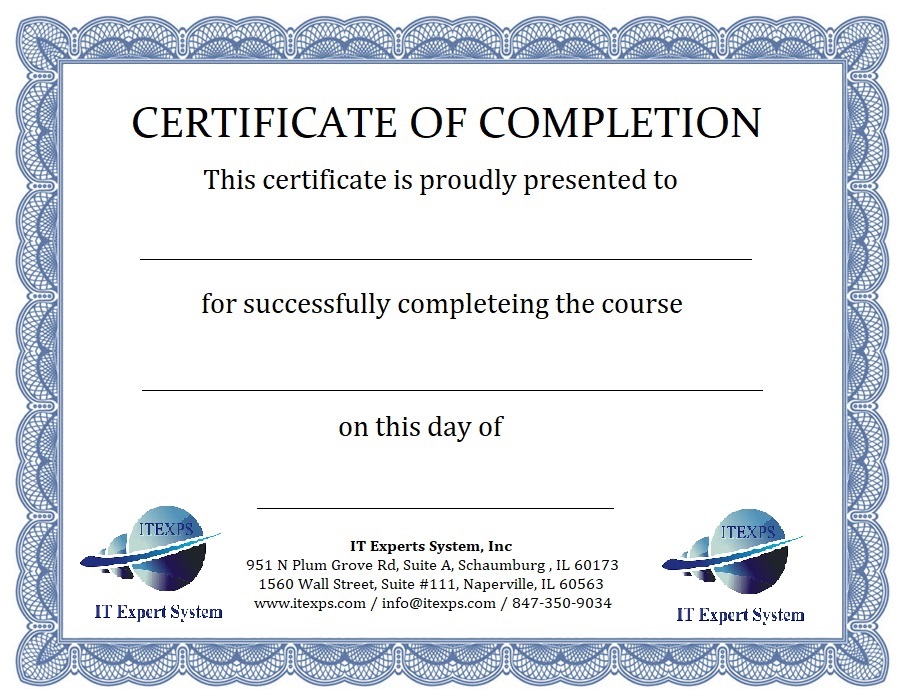 CERTIFICATE OF COMPLETION
This certificate is proudly presented to
for successfully completeing the course
on this day of
ITEXPS
IT Expert System
IT Experts System, Inc
951 N Plum Grove Rd, Suite A, Schaumburg , IL 60173
1560 Wall Street, Suite #111, Naperville, IL 60563
www.itexps.com / info@itexps.com / 847-350-9034
ITEXPS
IT Expert System